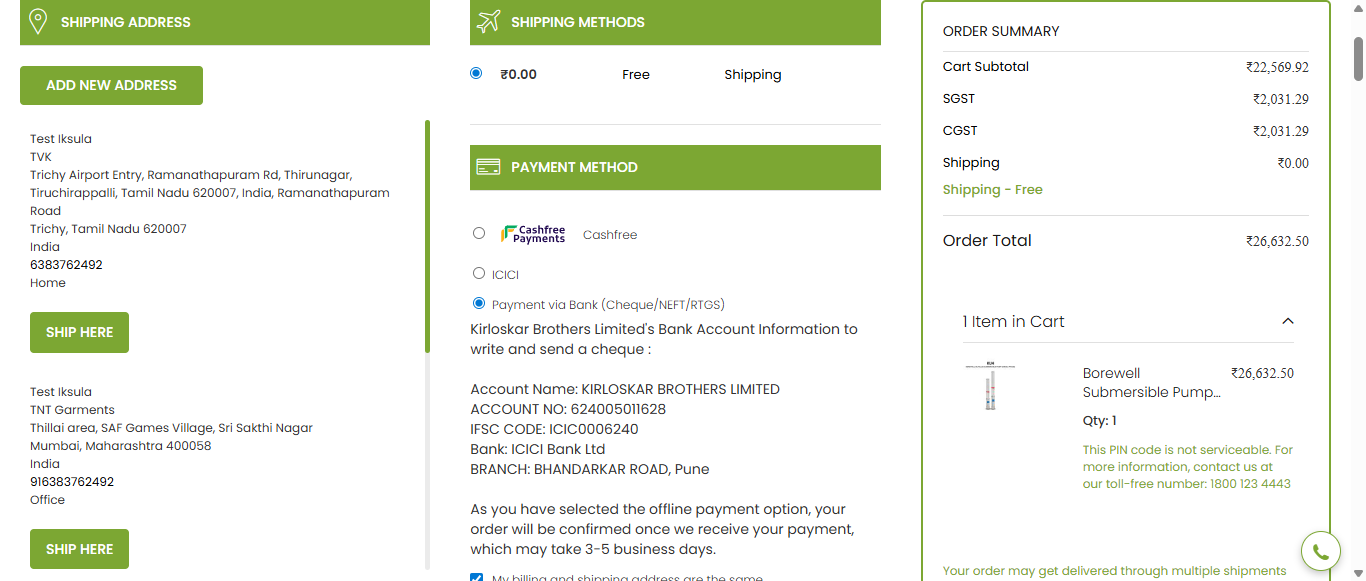 SHIPPING ADDRESS
ADD NEW ADDRESS
Test Iksula
TVK
Trichy Airport Entry, Ramanathapuram Rd, Thirunagar,
Tiruchirappalli, Tamil Nadu 620007, India, Ramanathapuram
Road
Trichy, Tamil Nadu 620007
India
6383762492
Home
SHIP HERE
Test Iksula
TNT Garments
Thillai area, SAF Games Village, Sri Sakthi Nagar
Mumbai, Maharashtra 400058
India
916383762492
Office
SHIP HERE
SHIPPING METHODS
₹0.00 Free Shipping
PAYMENT METHOD
Cashfree
Payments
Cashfree
ICICI
Payment via Bank (Cheque/NEFT/RTGS)
Kirloskar Brothers Limited's Bank Account Information to
write and send a cheque :
Account Name: KIRLOSKAR BROTHERS LIMITED
ACCOUNT NO: 624005011628
IFSC CODE: ICIC0006240
Bank: ICICI Bank Ltd
BRANCH: BHANDARKAR ROAD, Pune
As you have selected the offline payment option, your
order will be confirmed once we receive your payment,
which may take 3-5 business days.
My billing and shipping address are the same
ORDER SUMMARY
Cart Subtotal ₹22,569.92
SGST ₹2,031.29
CGST ₹2,031.29
Shipping ₹0.00
Shipping - Free
Order Total ₹26,632.50
1 Item in Cart
Borewell ₹26,632.50
Submersible Pump...
Qty: 1
This PIN code is not serviceable. For
more information, contact us at
our toll-free number: 1800 123 4443
Your order may get delivered through multiple shipments